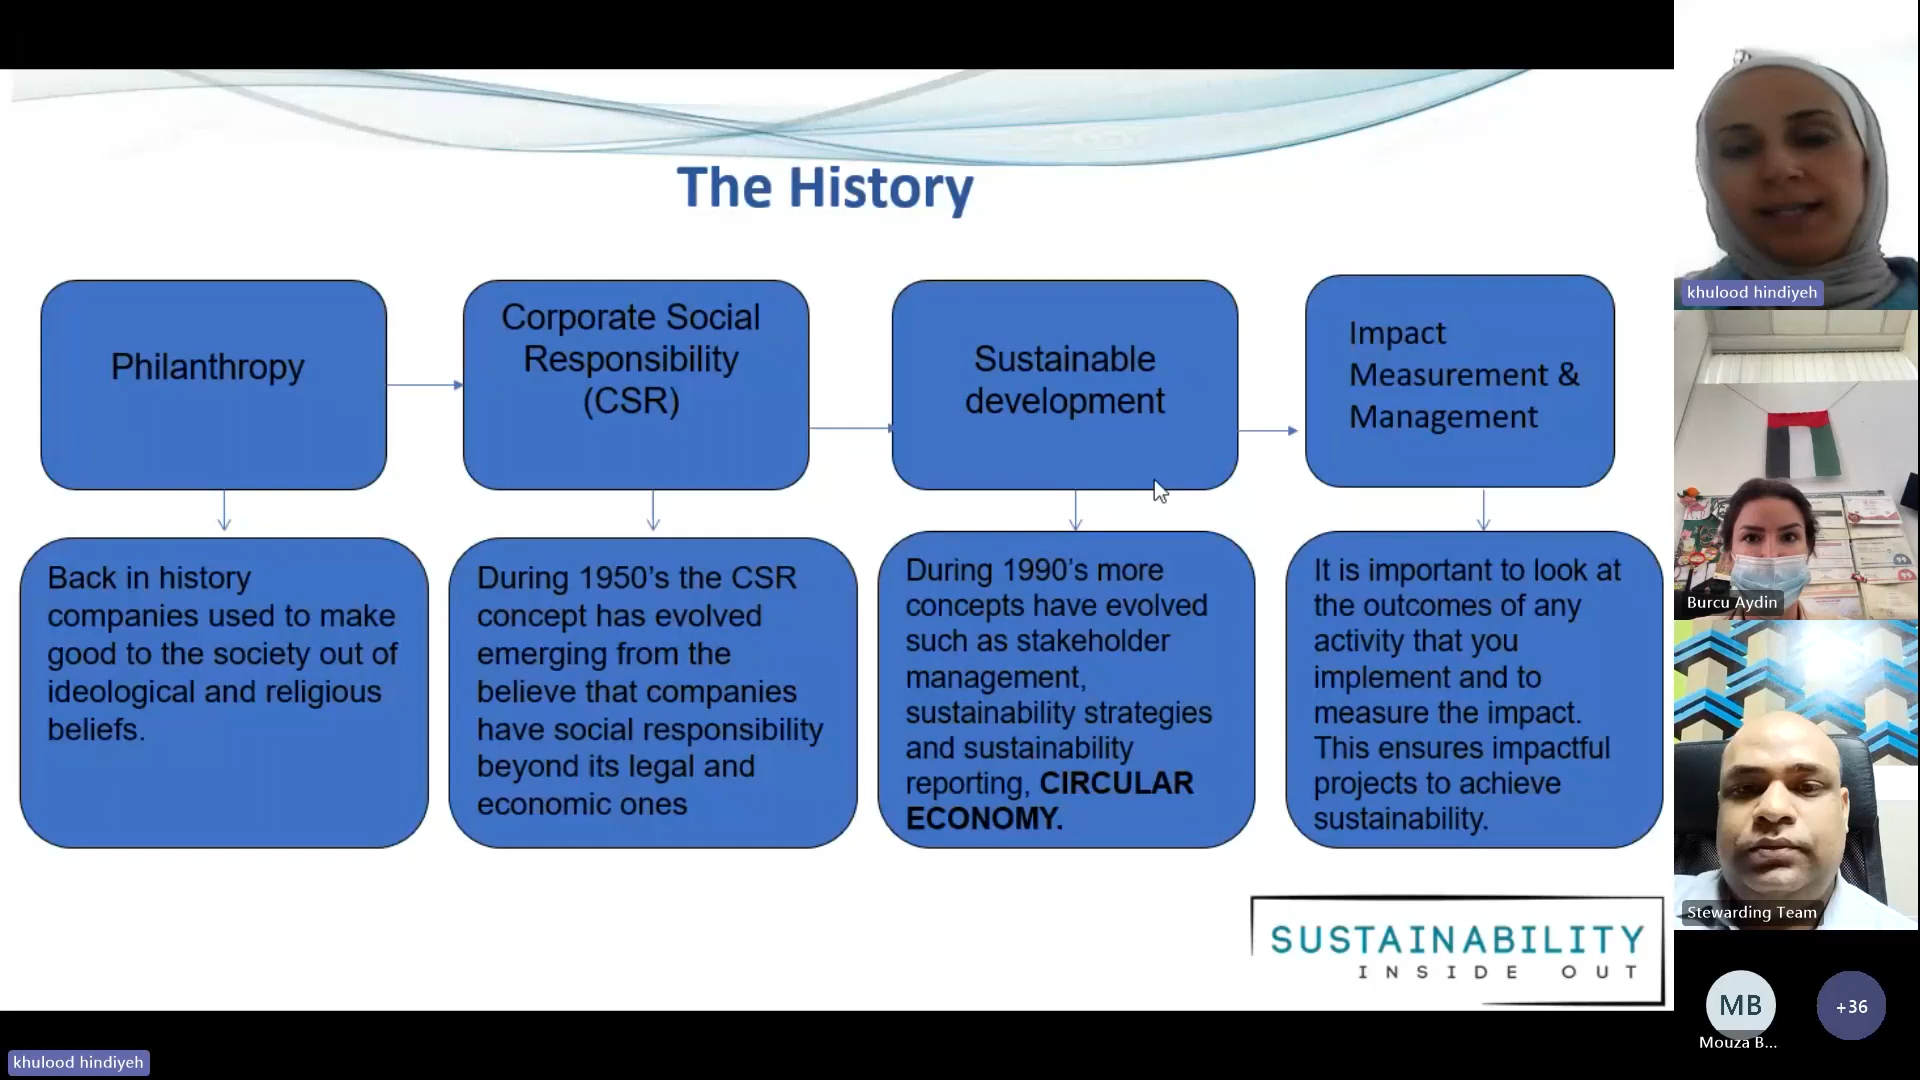 The History
Philanthropy
Corporate Social
Responsibility
(CSR)
Sustainable
development
Impact
Measurement &
Management
Back in history
companies used to make
good to the society out of
ideological and religious
beliefs.
During 1950's the CSR
concept has evolved
emerging from the
believe that companies
have social responsibility
beyond its legal and
economic ones
During 1990's more
concepts have evolved
such as stakeholder
management,
sustainability strategies
and sustainability
reporting, CIRCULAR
ECONOMY.
It is important to look at
the outcomes of any
activity that you
implement and to
measure the impact.
This ensures impactful
projects to achieve
sustainability.
SUSTAINABILITY
INSIDE OUT
khulood hindiyeh
Burcu Aydin
Stewarding Team
MB
Mouza B...
+36
khulood hindiyeh